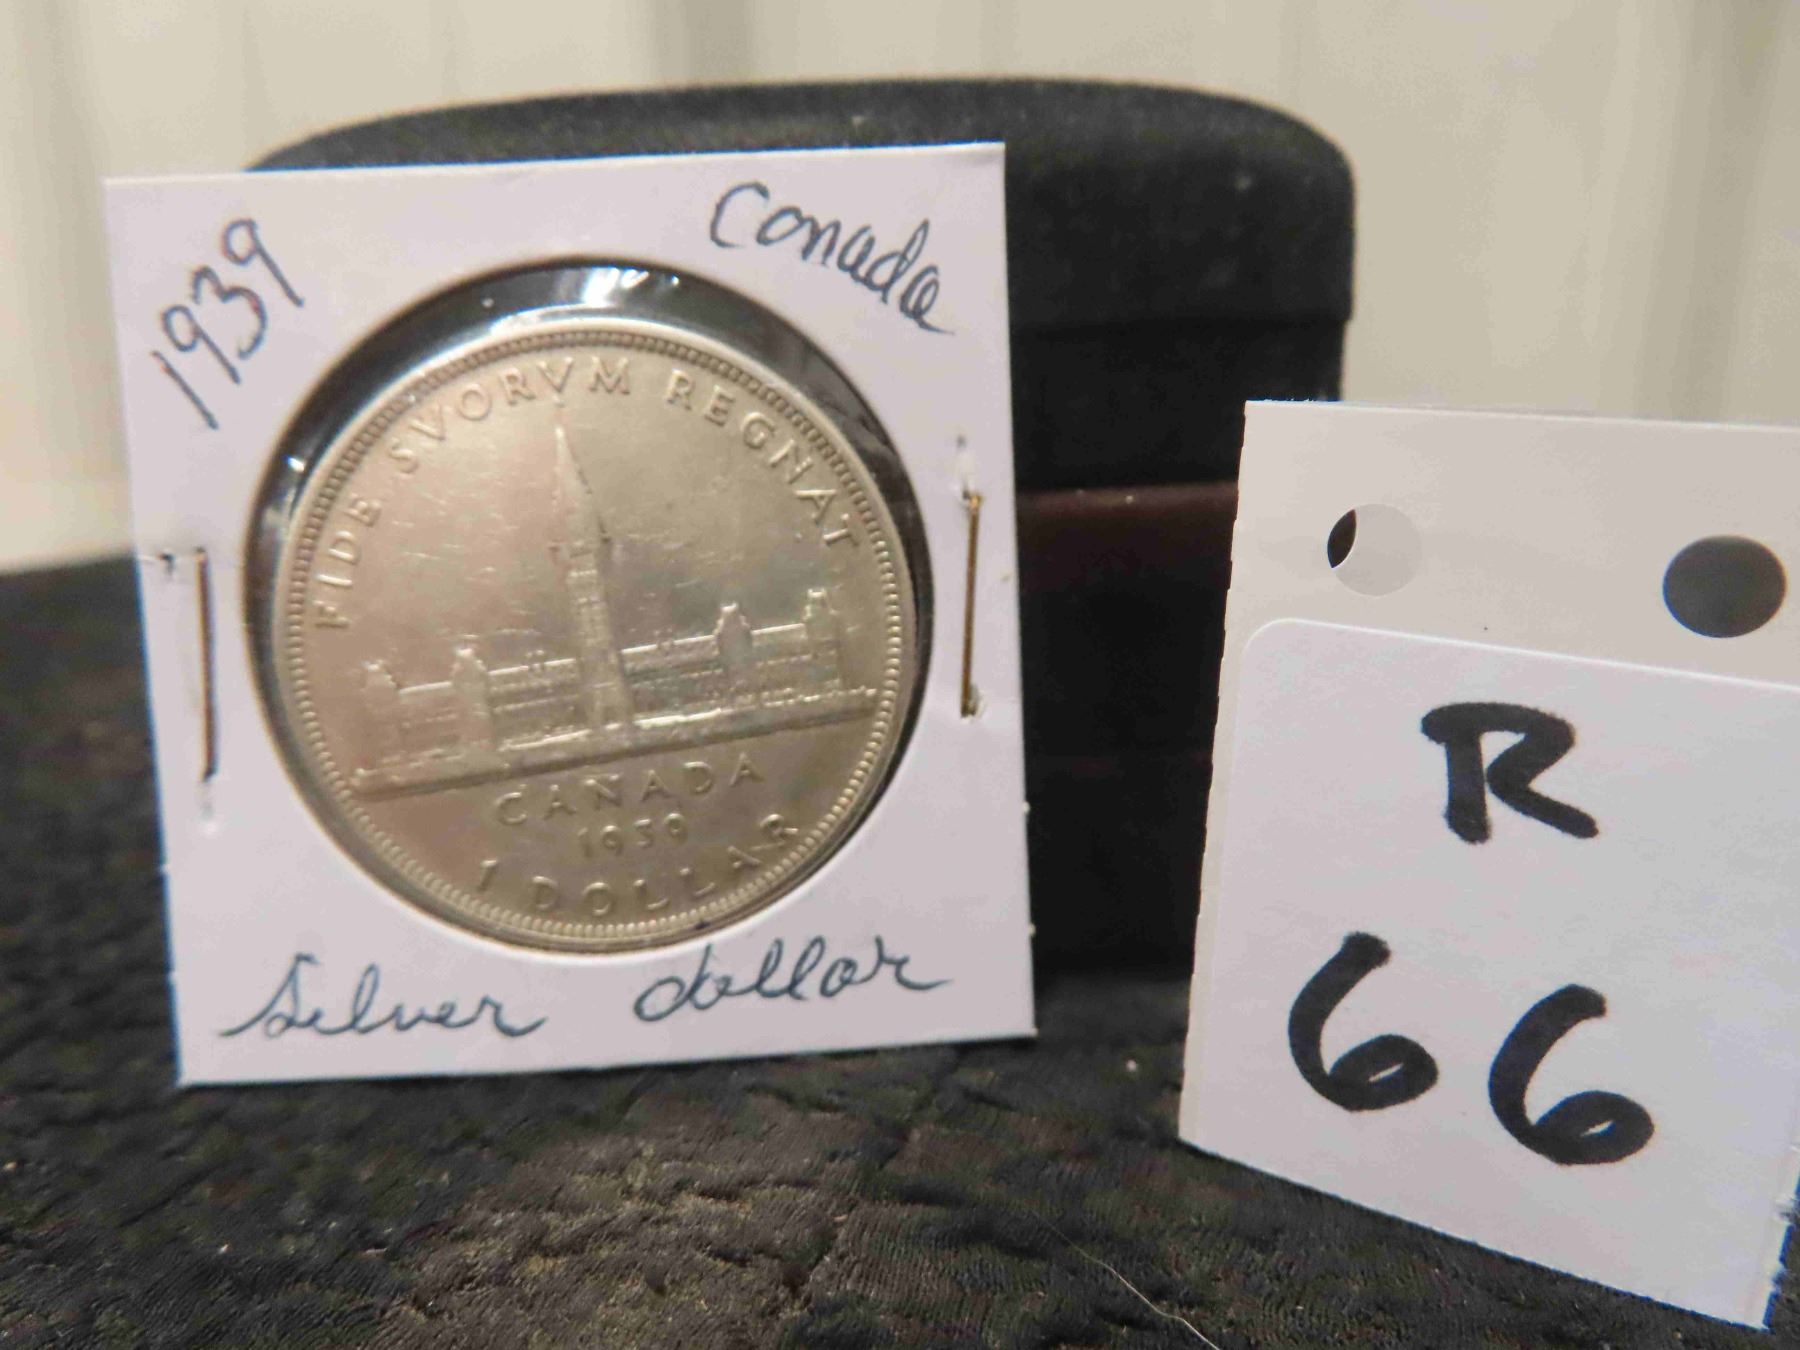 1939
Canada
FIDE SVORVM REGNAT
CANADA
1939
1 DOLLAR
Silver dollar
R
66